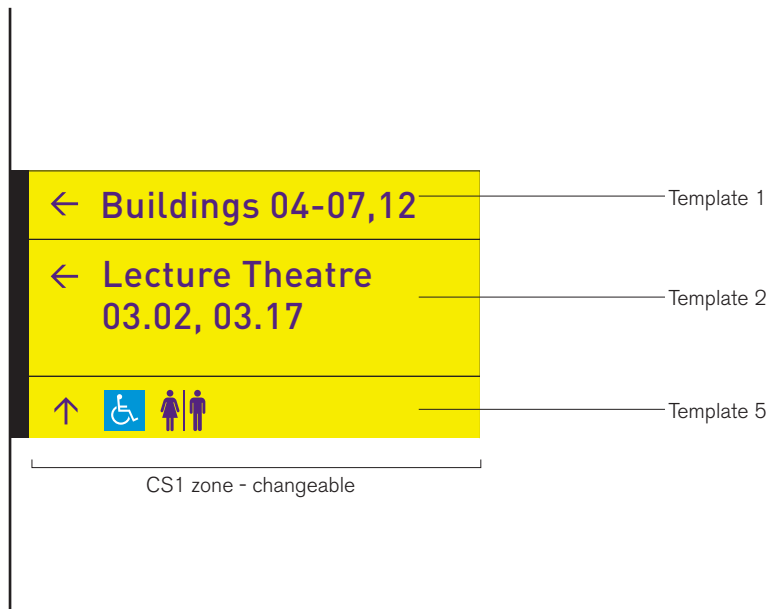 ← Buildings 04-07,12
Template 1
← Lecture Theatre
03.02, 03.17
Template 2
↑
Template 5
CS1 zone - changeable